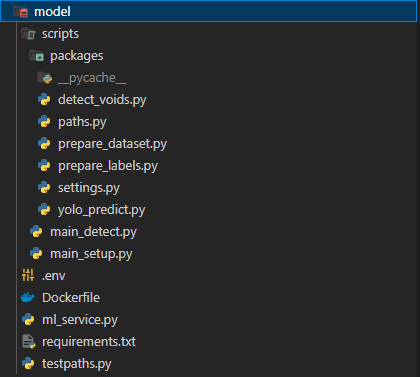 model
scripts
packages
__pycache__
detect_voids.py
paths.py
prepare_dataset.py
prepare_labels.py
settings.py
yolo_predict.py
main_detect.py
main_setup.py
.env
Dockerfile
ml_service.py
requirements.txt
testpaths.py